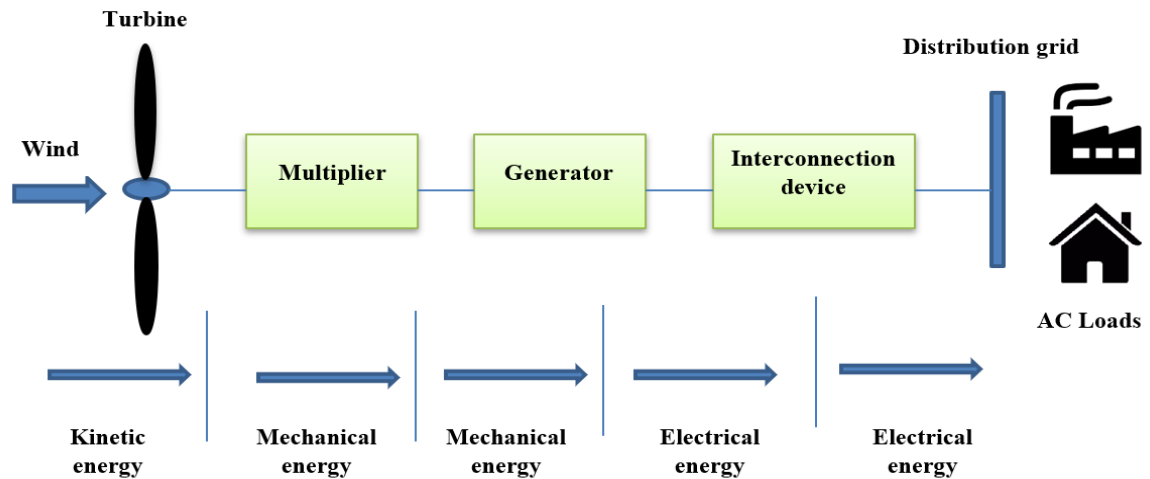 Turbine
Distribution grid
Wind
Multiplier
Generator
Interconnection
device
AC Loads
Kinetic
energy
Mechanical
energy
Mechanical
energy
Electrical
energy
Electrical
energy